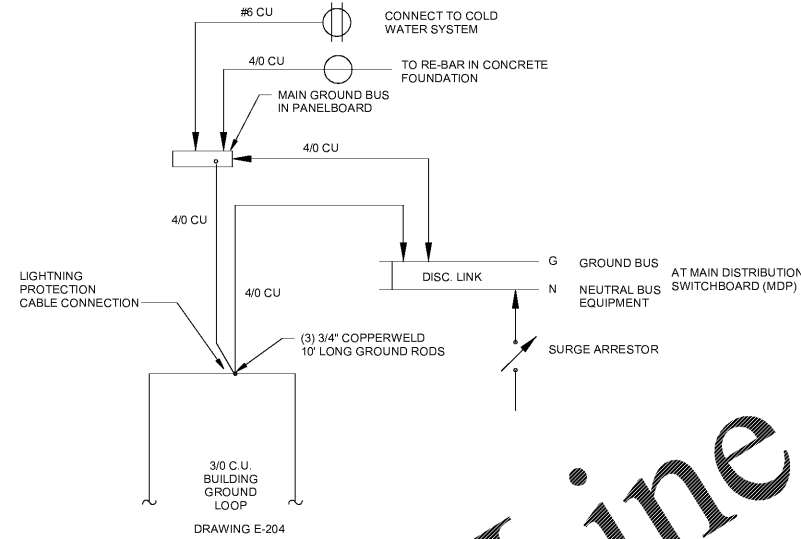 #6 CU
CONNECT TO COLD
WATER SYSTEM
4/0 CU
TO RE-BAR IN CONCRETE
FOUNDATION
MAIN GROUND BUS
IN PANELBOARD
4/0 CU
4/0 CU
G GROUND BUS
AT MAIN DISTRIBUTION
SWITCHBOARD (MDP)
DISC. LINK
N NEUTRAL BUS
EQUIPMENT
LIGHTNING
PROTECTION
CABLE CONNECTION
4/0 CU
(3) 3/4" COPPERWELD
10' LONG GROUND RODS
SURGE ARRESTOR
3/0 C.U.
BUILDING
GROUND
LOOP
DRAWING E-204
Line